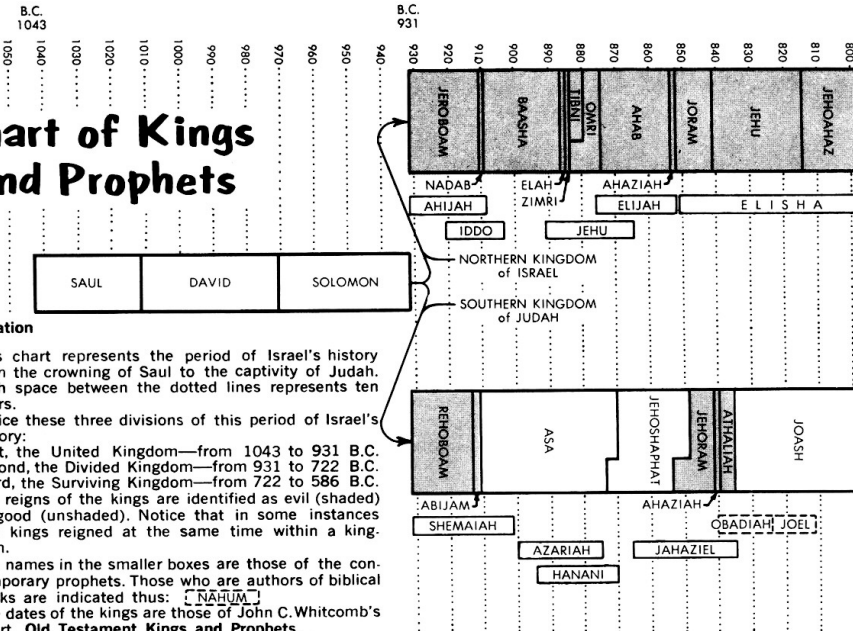 B.C.
1043
B.C.
931
1050
1040
1030
1020
1010
1000
990
980
970
960
950
940
930
920
910
900
890
880
870
860
850
840
830
820
810
800
art of Kings
nd Prophets
JEROBOAM
BAASHA
TIBNI
OMRI
AHAB
JORAM
JEHU
JEHOAHAZ
NADAB
ELAH
ZIMRI
AHAZIAH
AHIJAH
ELIJAH
ELISHA
IDDO
JEHU
SAUL
DAVID
SOLOMON
NORTHERN KINGDOM
of ISRAEL
SOUTHERN KINGDOM
of JUDAH
ation
s chart represents the period of Israel's history
n the crowning of Saul to the captivity of Judah.
h space between the dotted lines represents ten
rs.
ice these three divisions of this period of Israel's
ory:
t, the United Kingdom—from 1043 to 931 B.C.
ond, the Divided Kingdom—from 931 to 722 B.C.
rd, the Surviving Kingdom—from 722 to 586 B.C.
reigns of the kings are identified as evil (shaded)
good (unshaded). Notice that in some instances
kings reigned at the same time within a king-
n.
names in the smaller boxes are those of the con-
mporary prophets. Those who are authors of biblical
ks are indicated thus: NAHUM
e dates of the kings are those of John C. Whitcomb's
art, Old Testament Kings and Prophets
REHOBOAM
ASA
JEHOSHAPHAT
JEHORAM
ATHALIAH
JOASH
ABIJAM
AHAZIAH
SHEMAIAH
OBADIAH
JOEL
AZARIAH
JAHAZIEL
HANANI